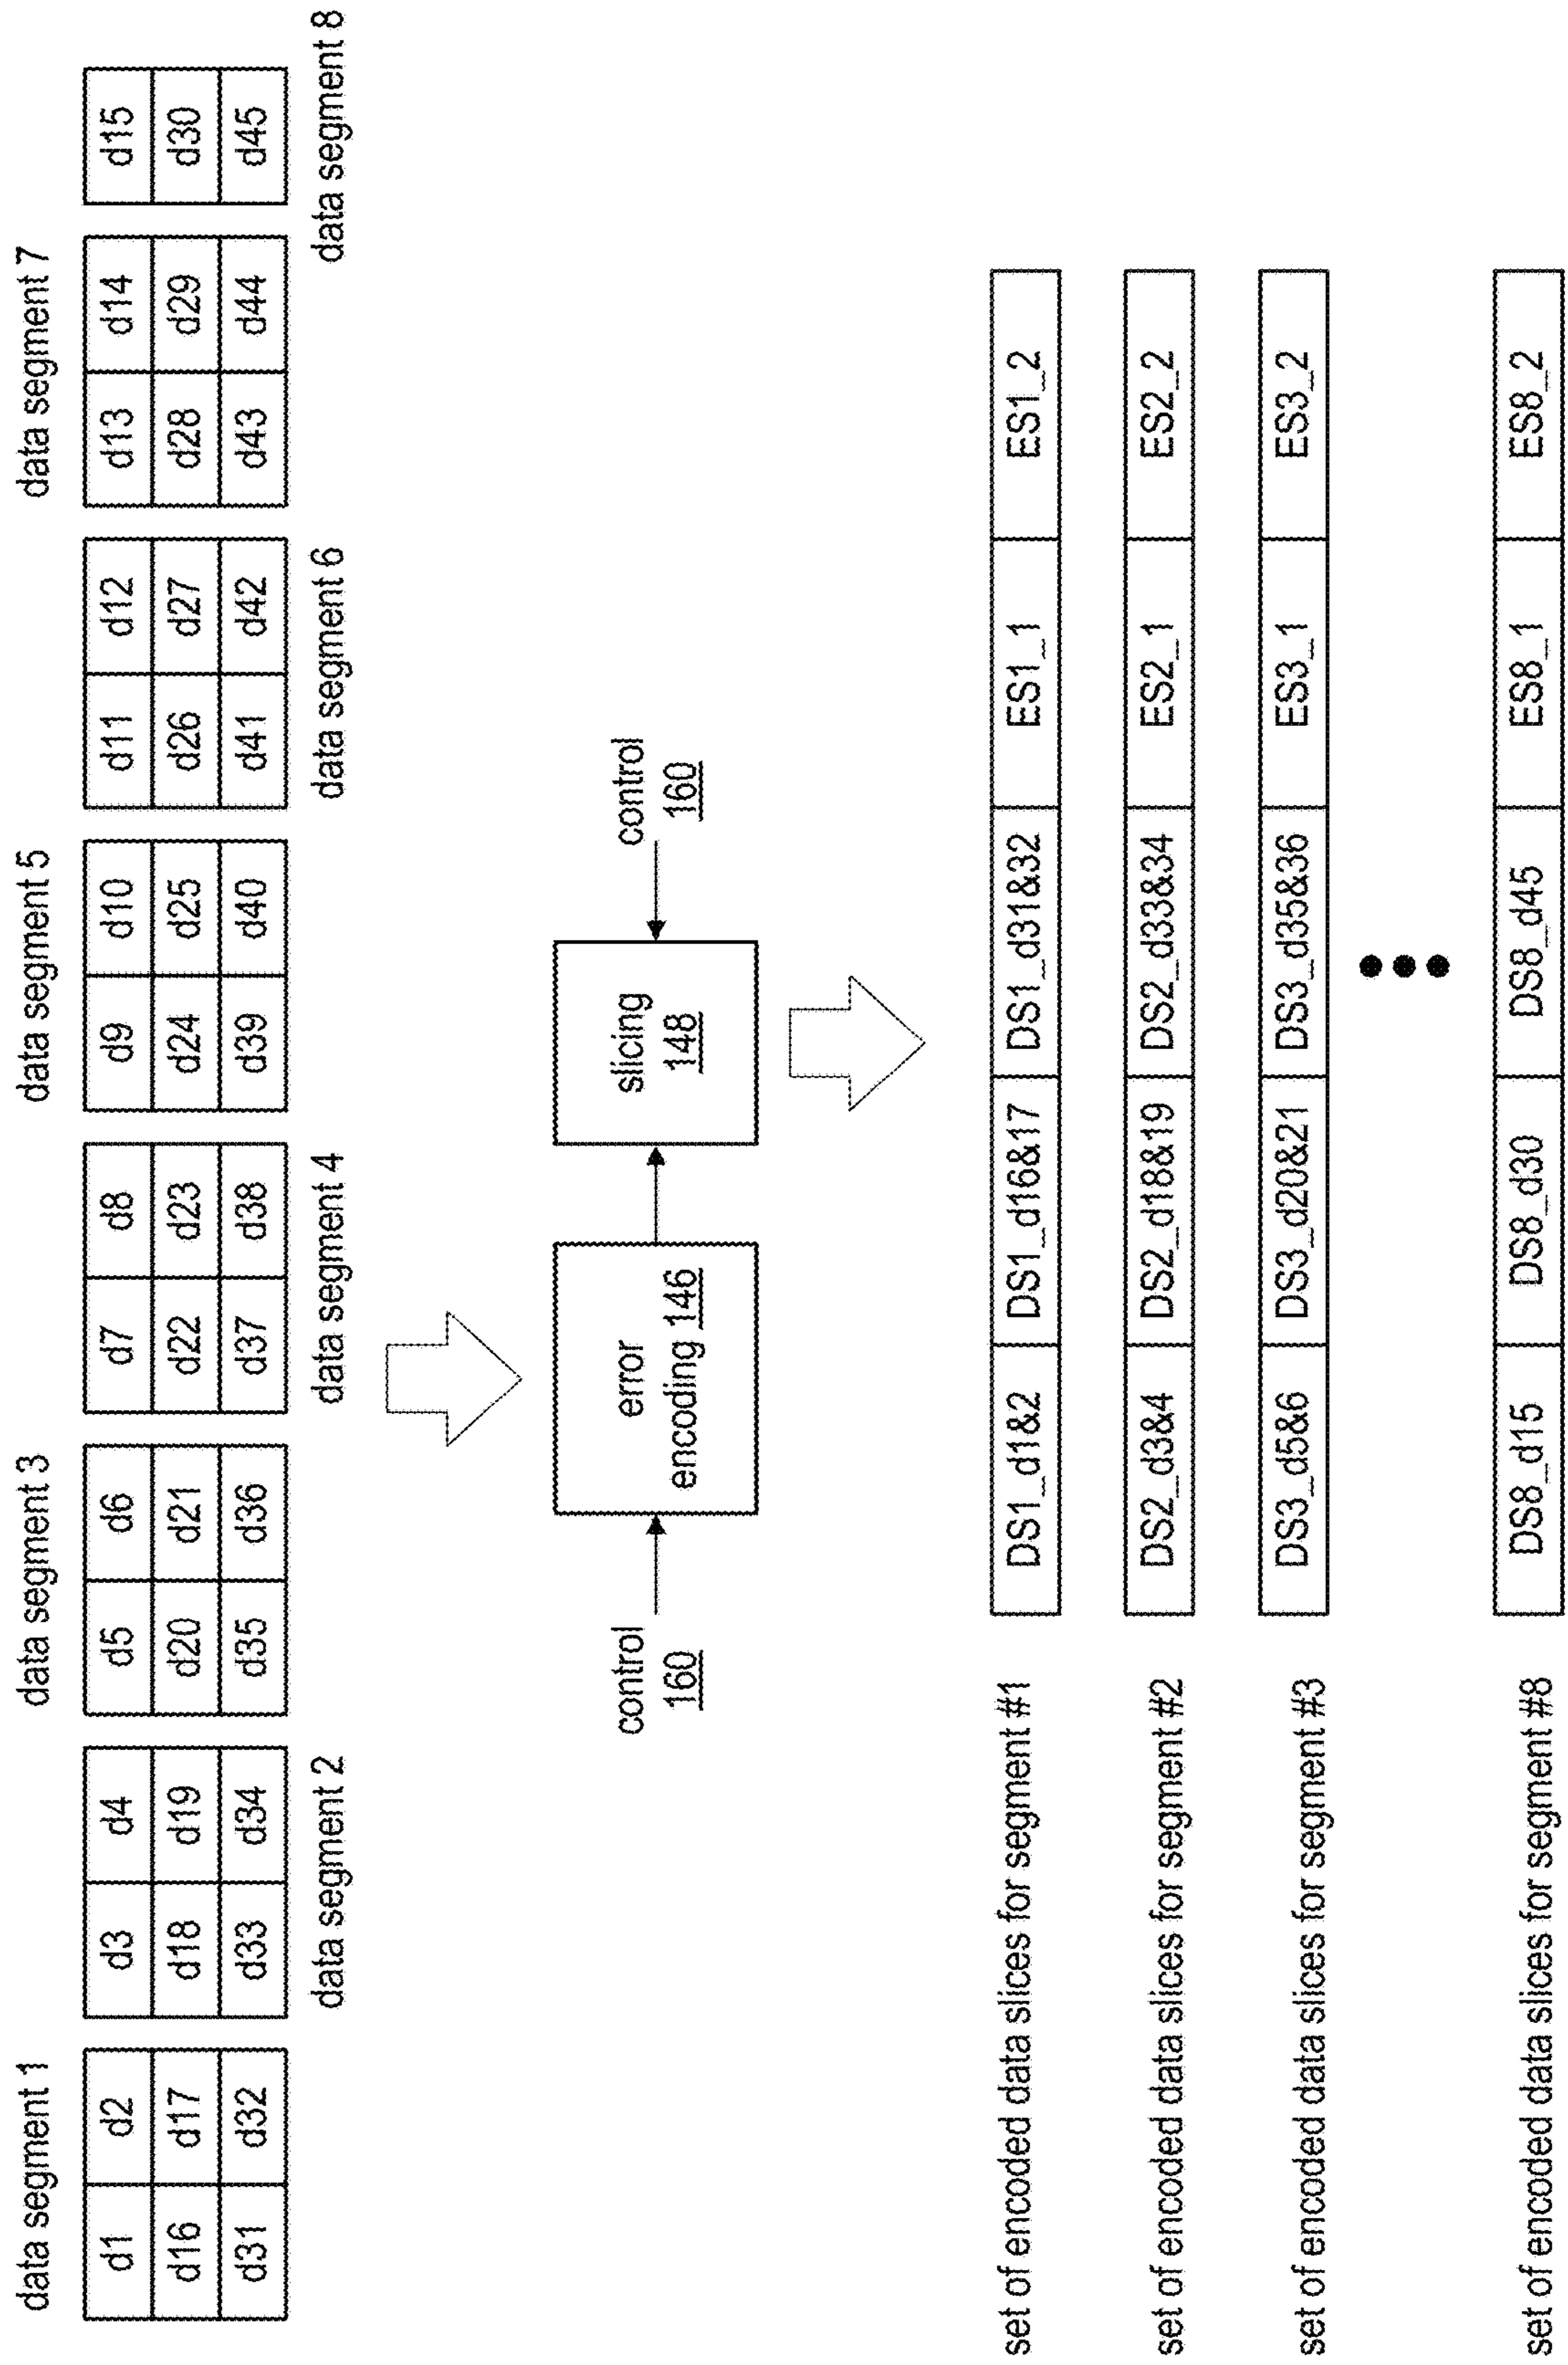 data segment 1
data segment 3
data segment 5
data segment 7
d1 d2 d3 d4 d5 d6 d7 d8 d9 d10 d11 d12 d13 d14 d15
d16 d17 d18 d19 d20 d21 d22 d23 d24 d25 d26 d27 d28 d29 d30
d31 d32 d33 d34 d35 d36 d37 d38 d39 d40 d41 d42 d43 d44 d45
data segment 2
data segment 4
data segment 6
data segment 8
control
160
error
encoding 146
slicing
148
control
160
set of encoded data slices for segment #1
DS1_d1&2 DS1_d16&17 DS1_d31&32 ES1_1 ES1_2
set of encoded data slices for segment #2
DS2_d3&4 DS2_d18&19 DS2_d33&34 ES2_1 ES2_2
set of encoded data slices for segment #3
DS3_d5&6 DS3_d20&21 DS3_d35&36 ES3_1 ES3_2
set of encoded data slices for segment #8
DS8_d15 DS8_d30 DS8_d45 ES8_1 ES8_2